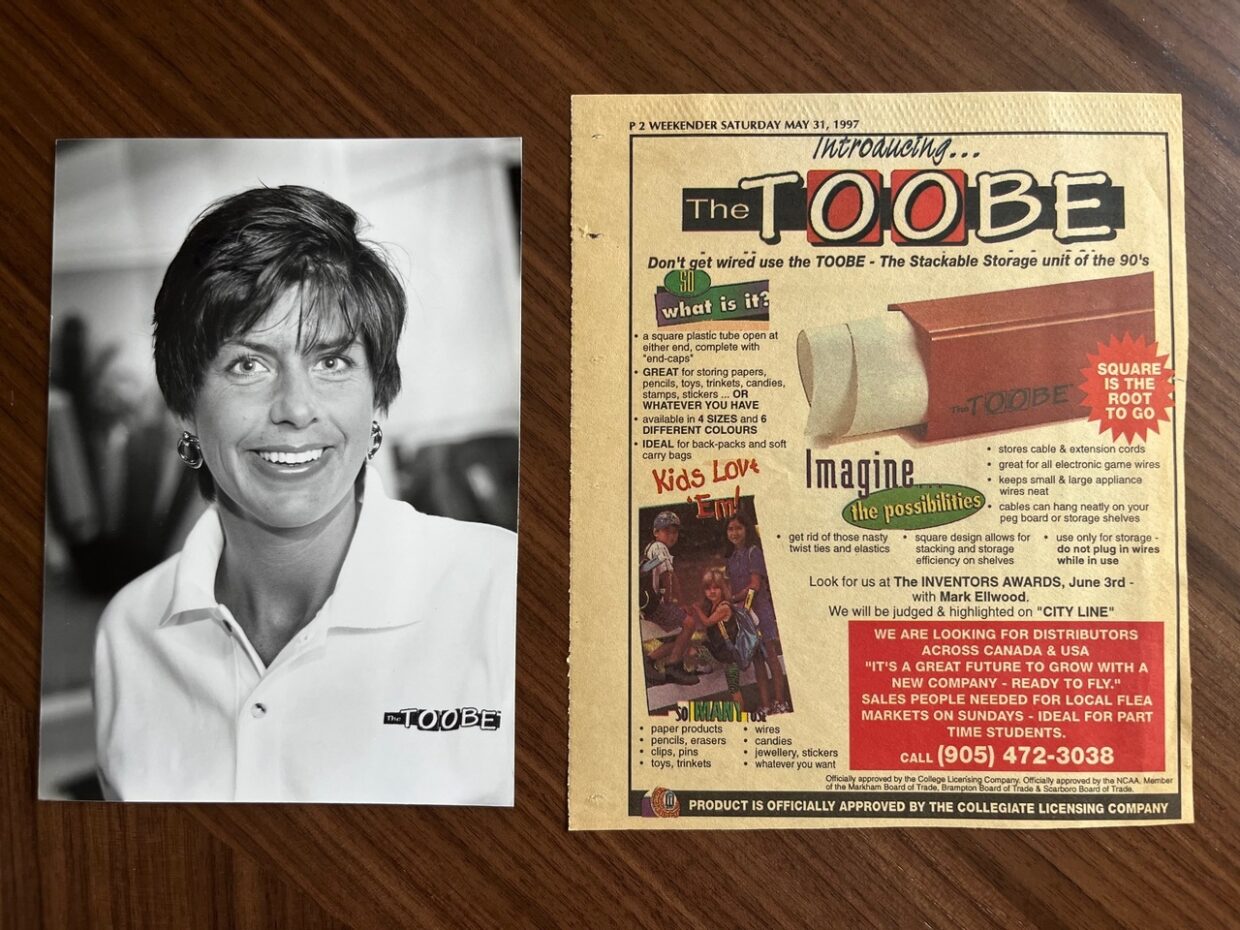 The TOOBE
P 2 WEEKENDER SATURDAY MAY 31, 1997
Introducing...
The TOOBE
Don't get wired use the TOOBE - The Stackable Storage unit of the 90's
SO
what is it?
• a square plastic tube open at
either end, complete with
"end-caps"
• GREAT for storing papers,
pencils, toys, trinkets, candies,
stamps, stickers ... OR
WHATEVER YOU HAVE
• available in 4 SIZES and 6
DIFFERENT COLOURS
• IDEAL for back-packs and soft
carry bags
The TOOBE
SQUARE
IS THE
ROOT
TO GO
Kids Love
'Em!
Imagine...
the possibilities
• stores cable & extension cords
• great for all electronic game wires
• keeps small & large appliance
wires neat
• cables can hang neatly on your
peg board or storage shelves
• get rid of those nasty
twist ties and elastics
• square design allows for
stacking and storage
efficiency on shelves
• use only for storage -
do not plug in wires
while in use
Look for us at The INVENTORS AWARDS, June 3rd -
with Mark Ellwood.
We will be judged & highlighted on "CITY LINE"
SO MANY USE
• paper products
• pencils, erasers
• clips, pins
• toys, trinkets
• wires
• candies
• jewellery, stickers
• whatever you want
WE ARE LOOKING FOR DISTRIBUTORS
ACROSS CANADA & USA
"IT'S A GREAT FUTURE TO GROW WITH A
NEW COMPANY - READY TO FLY."
SALES PEOPLE NEEDED FOR LOCAL FLEA
MARKETS ON SUNDAYS - IDEAL FOR PART
TIME STUDENTS.
CALL (905) 472-3038
Officially approved by the College Licensing Company. Officially approved by the NCAA. Member
of the Markham Board of Trade, Brampton Board of Trade & Scarboro Board of Trade.
PRODUCT IS OFFICIALLY APPROVED BY THE COLLEGIATE LICENSING COMPANY